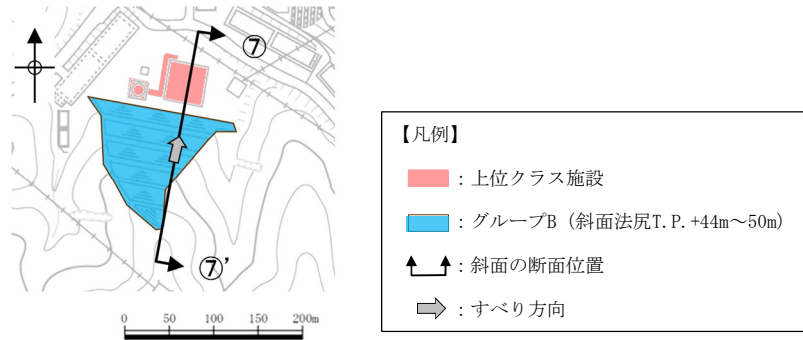 ⑦
⑦'
0 50 100 150 200m
【凡例】
：上位クラス施設
：グループB（斜面法尻T.P.+44m～50m）
：斜面の断面位置
：すべり方向